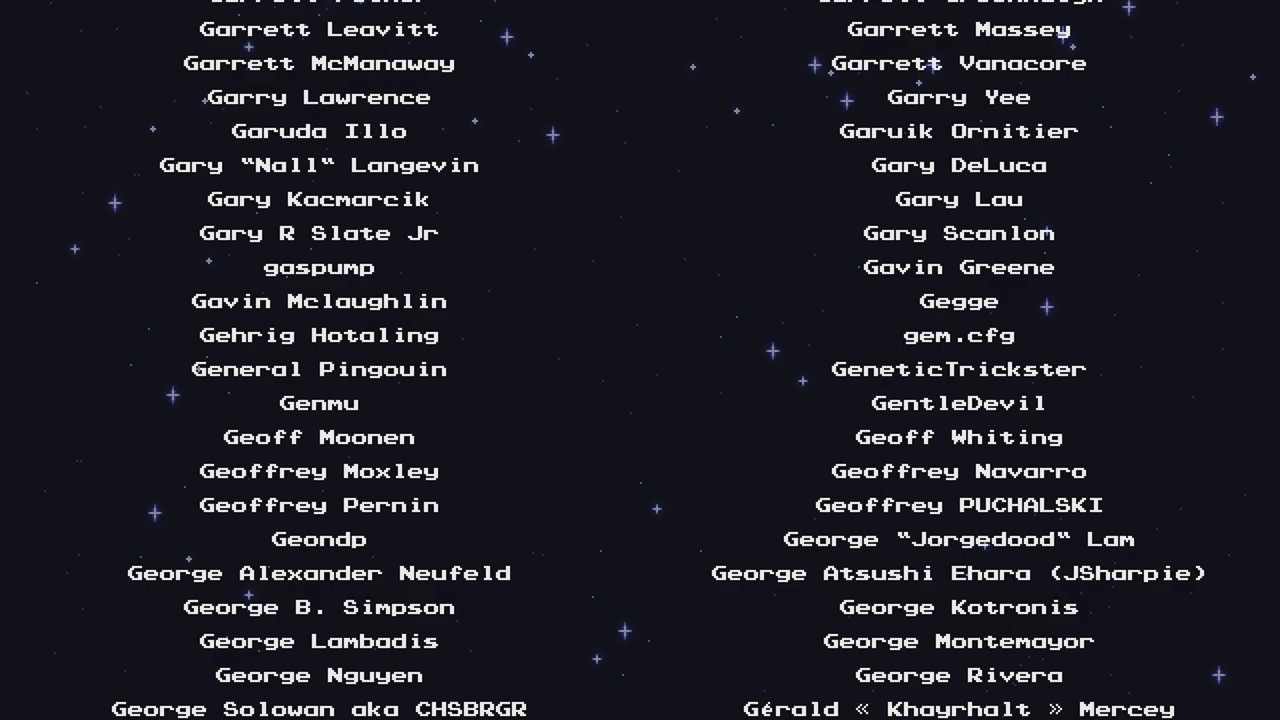 Garrett Leavitt Garrett Massey
Garrett McManaway Garrett Vanacore
Garry Lawrence Garry Yee
Garuda Illo Garuik Ornitier
Gary "Nall" Langevin Gary DeLuca
Gary Kacmarcik Gary Lau
Gary R Slate Jr Gary Scanlon
gaspump Gavin Greene
Gavin Mclaughlin Gegge
Gehrig Hotaling gem.cfg
General Pingouin GeneticTrickster
Genmu GentleDevil
Geoff Moonen Geoff Whiting
Geoffrey Moxley Geoffrey Navarro
Geoffrey Pernin Geoffrey PUCHALSKI
Geondp George "Jorgedood" Lam
George Alexander Neufeld George Atsushi Ehara (JSharpie)
George B. Simpson George Kotronis
George Lambadis George Montemayor
George Nguyen George Rivera
George Solowan aka CHSBRGR Gérald « Khayrhalt » Mercey